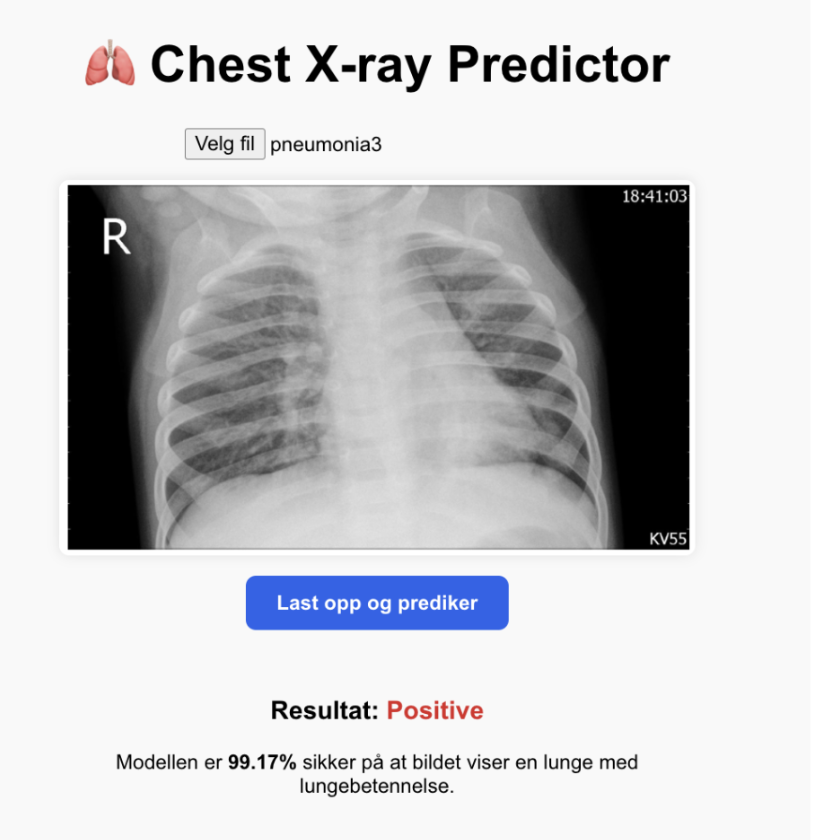 🫁 Chest X-ray Predictor
Velg fil pneumonia3
18:41:03
R
KV55
Last opp og prediker
Resultat: Positive
Modellen er 99.17% sikker på at bildet viser en lunge med
lungebetennelse.